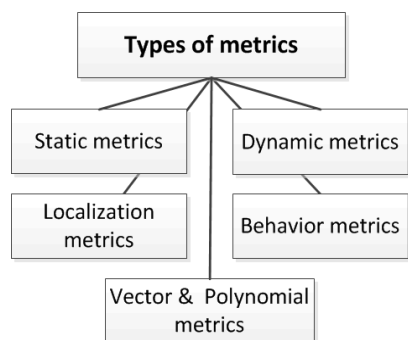 Types of metrics
Static metrics
Dynamic metrics
Localization
metrics
Behavior metrics
Vector & Polynomial
metrics